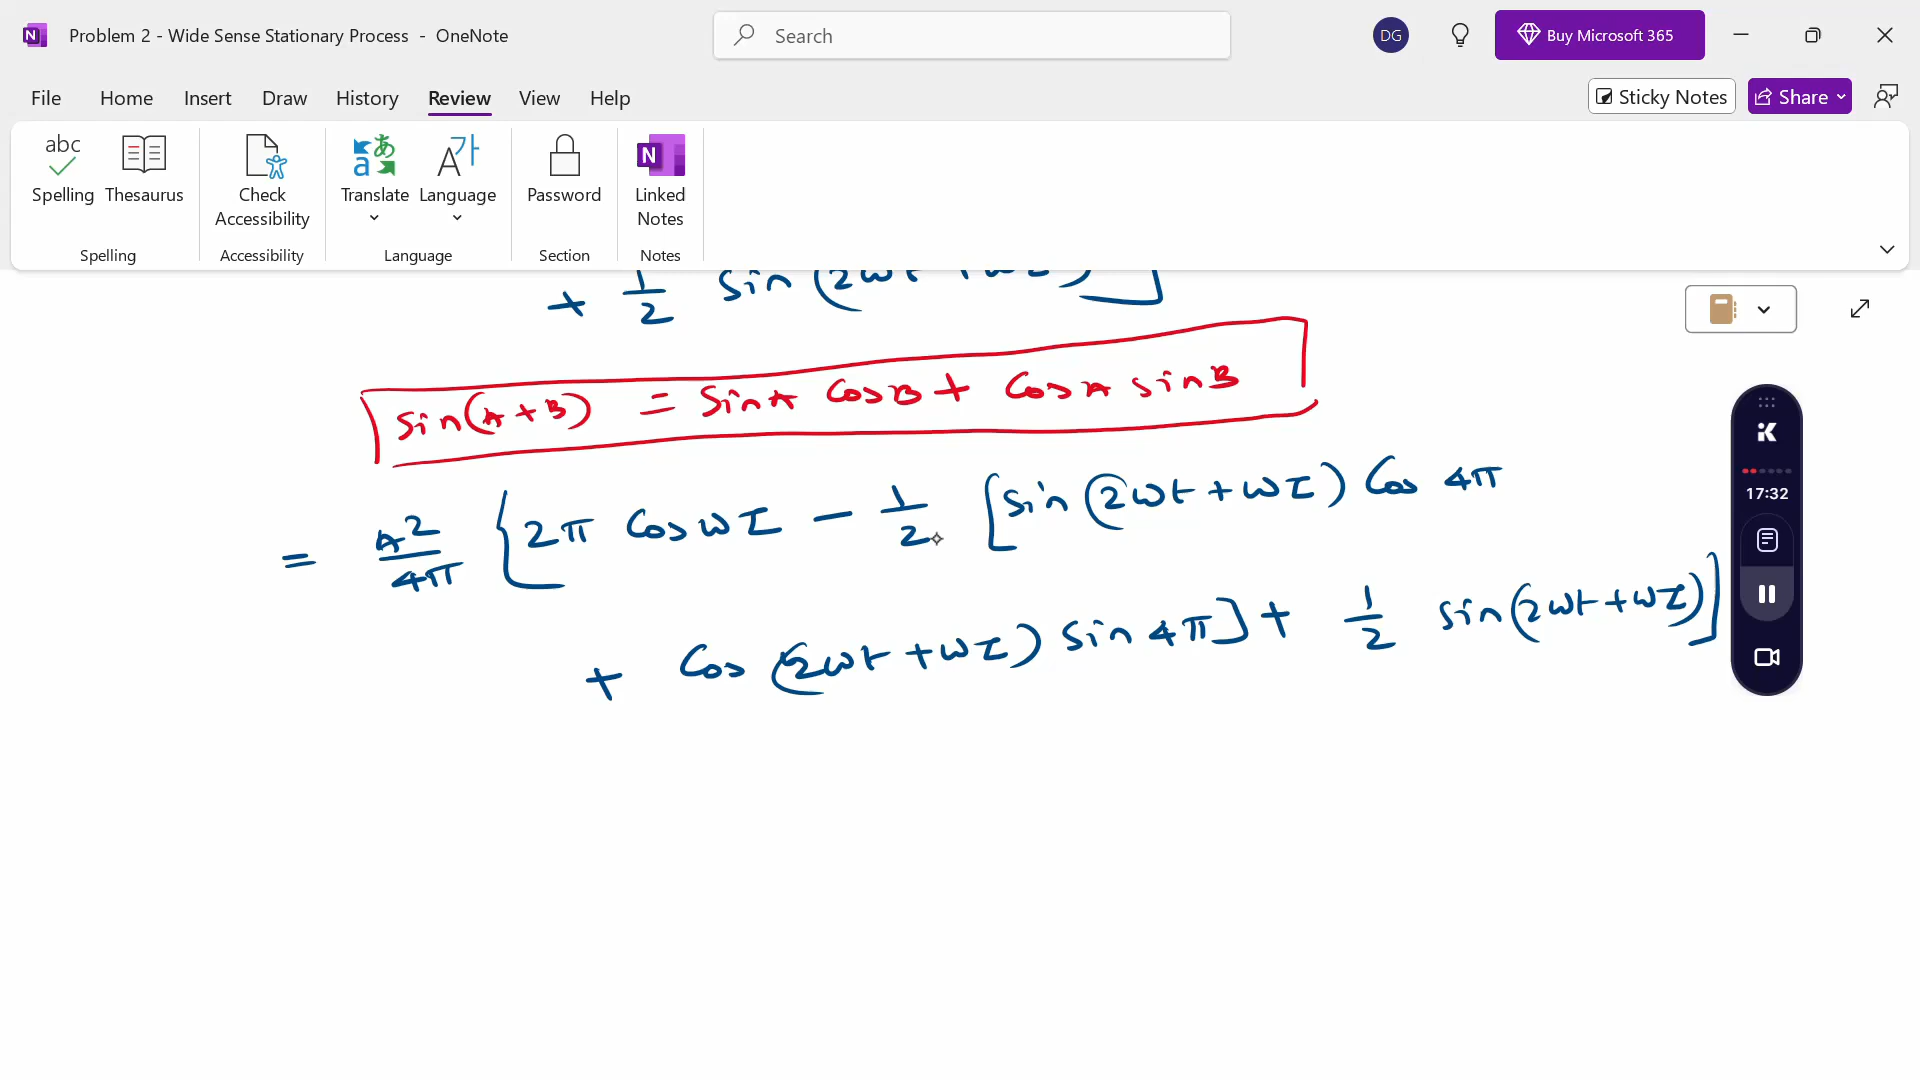 Problem 2 - Wide Sense Stationary Process - OneNote
Search
DG
Buy Microsoft 365
File Home Insert Draw History Review View Help
Sticky Notes
Share
abc
Spelling
Thesaurus
Check Accessibility
Translate
Language
Password
N
Linked Notes
Spelling
Accessibility
Language
Section
Notes
+ 1/2 sin(2ωt + ωτ)]
sin(A+B) = sinA cosB + cosA sinB
= A²/4π {2π cosωτ - 1/2 [sin(2ωt+ωτ) cos 4π
+ cos(2ωt+ωτ) sin 4π] + 1/2 sin(2ωt+ωτ)]
17:32